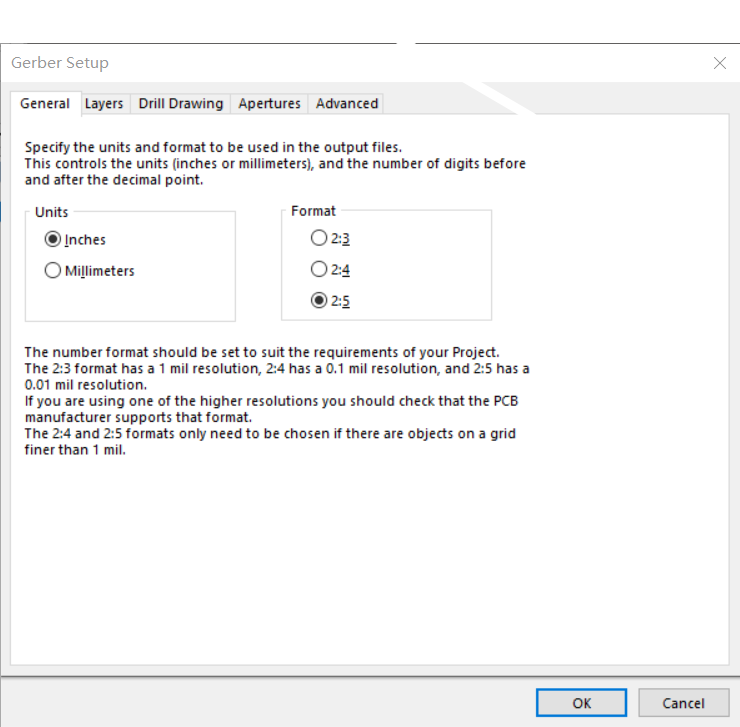 Gerber Setup
General Layers Drill Drawing Apertures Advanced
Specify the units and format to be used in the output files.
This controls the units (inches or millimeters), and the number of digits before
and after the decimal point.
Units
Inches
Millimeters
Format
2:3
2:4
2:5
The number format should be set to suit the requirements of your Project.
The 2:3 format has a 1 mil resolution, 2:4 has a 0.1 mil resolution, and 2:5 has a
0.01 mil resolution.
If you are using one of the higher resolutions you should check that the PCB
manufacturer supports that format.
The 2:4 and 2:5 formats only need to be chosen if there are objects on a grid
finer than 1 mil.
OK Cancel